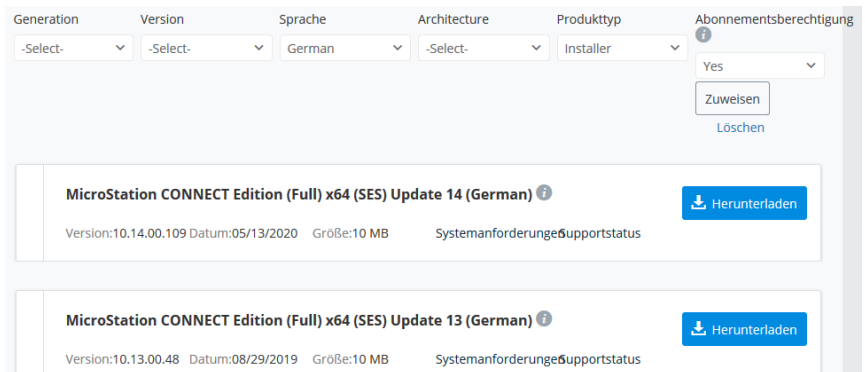 Generation Version Sprache Architecture Produkttyp Abonnementsberechtigung
-Select- -Select- German -Select- Installer
Yes
Zuweisen
Löschen
MicroStation CONNECT Edition (Full) x64 (SES) Update 14 (German)
Herunterladen
Version:10.14.00.109 Datum:05/13/2020 Größe:10 MB Systemanforderungen Supportstatus
MicroStation CONNECT Edition (Full) x64 (SES) Update 13 (German)
Herunterladen
Version:10.13.00.48 Datum:08/29/2019 Größe:10 MB Systemanforderungen Supportstatus